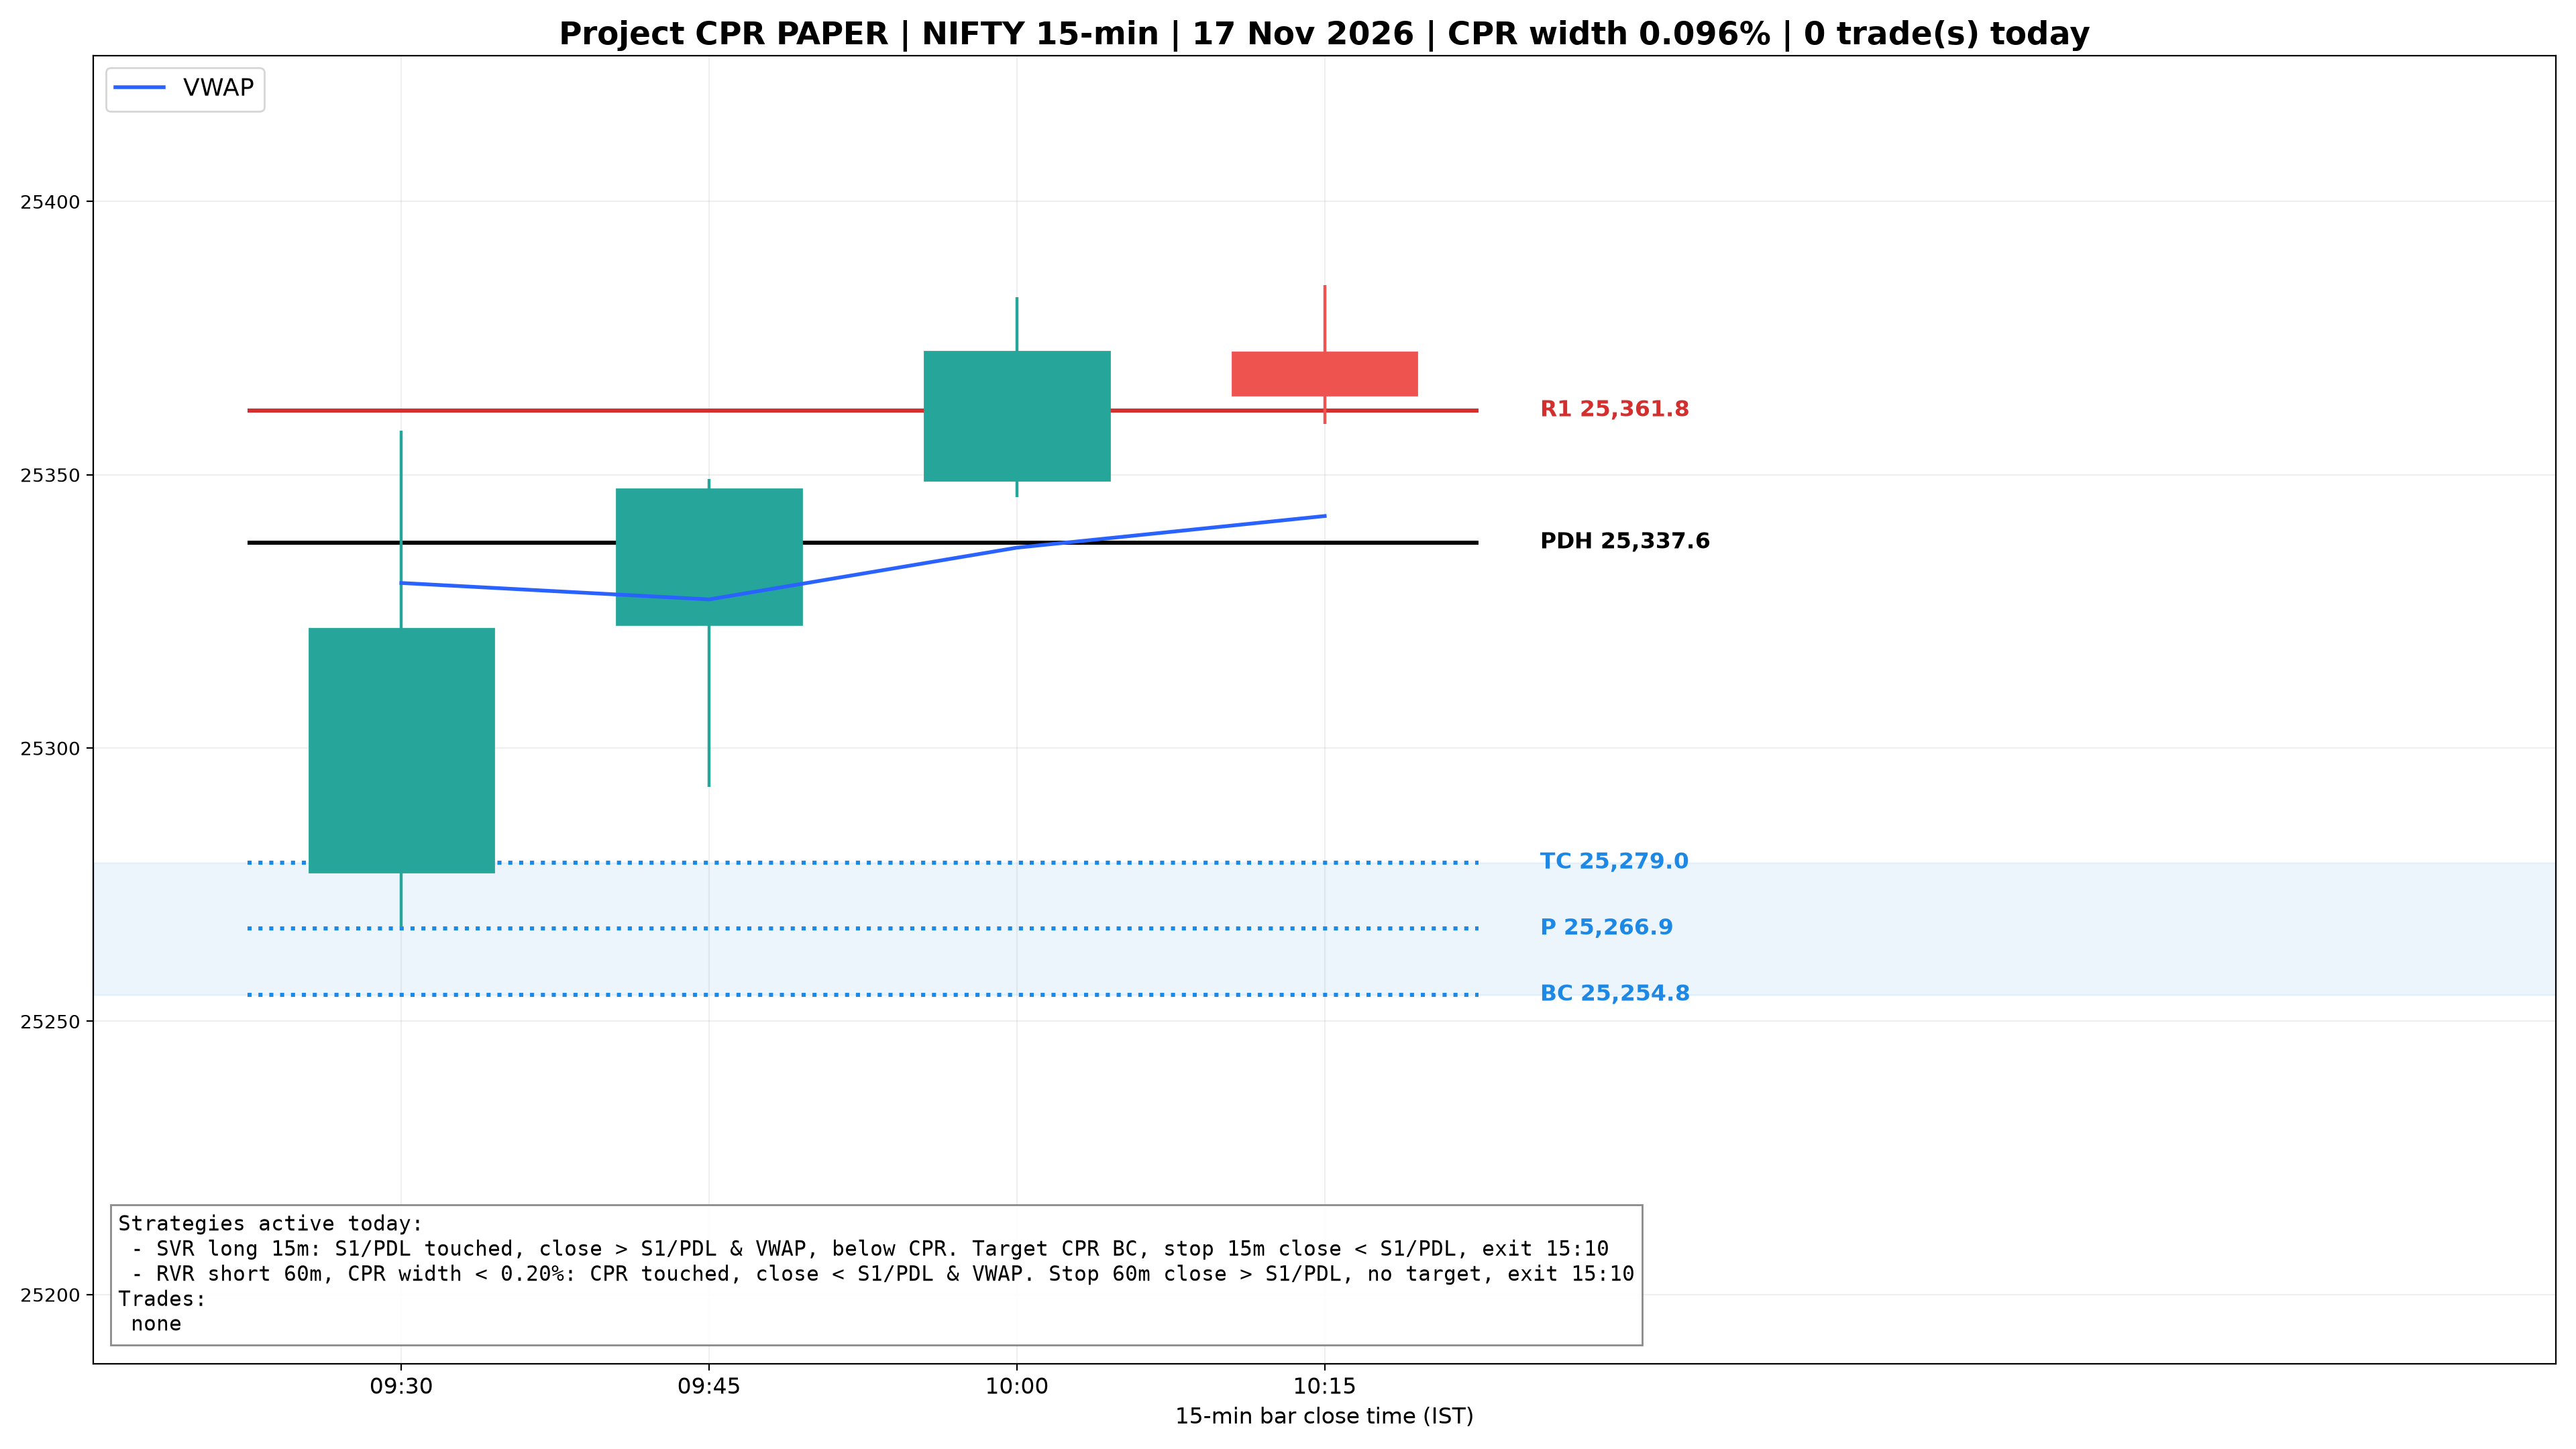 Project CPR PAPER | NIFTY 15-min | 17 Nov 2026 | CPR width 0.096% | 0 trade(s) today
VWAP
25400
R1 25,361.8
25350
PDH 25,337.6
25300
TC 25,279.0
P 25,266.9
BC 25,254.8
25250
Strategies active today:
- SVR long 15m: S1/PDL touched, close > S1/PDL & VWAP, below CPR. Target CPR BC, stop 15m close < S1/PDL, exit 15:10
- RVR short 60m, CPR width < 0.20%: CPR touched, close < S1/PDL & VWAP. Stop 60m close > S1/PDL, no target, exit 15:10
25200
Trades:
none
09:30 09:45 10:00 10:15
15-min bar close time (IST)